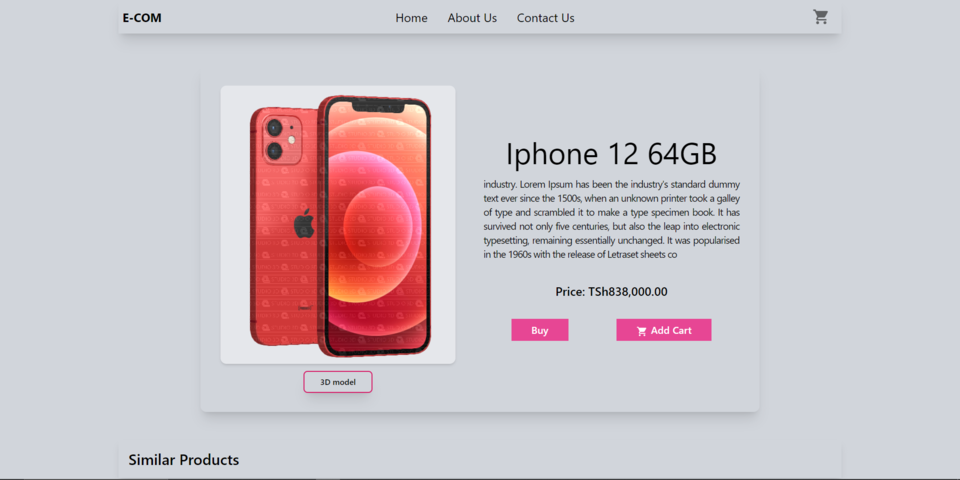 E-COM
Home About Us Contact Us
Iphone 12 64GB
industry. Lorem Ipsum has been the industry's standard dummy
text ever since the 1500s, when an unknown printer took a galley
of type and scrambled it to make a type specimen book. It has
survived not only five centuries, but also the leap into electronic
typesetting, remaining essentially unchanged. It was popularised
in the 1960s with the release of Letraset sheets co
Price: TSh838,000.00
Buy
Add Cart
3D model
Similar Products